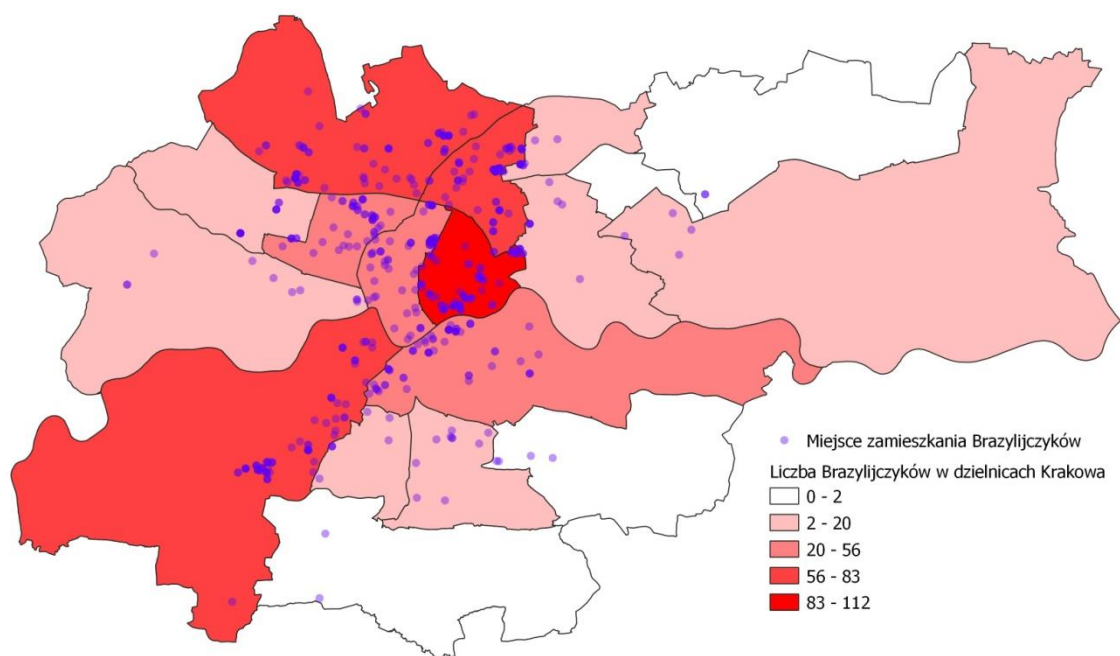 Miejsce zamieszkania Brazylijczyków
Liczba Brazylijczyków w dzielnicach Krakowa
0 - 2
2 - 20
20 - 56
56 - 83
83 - 112